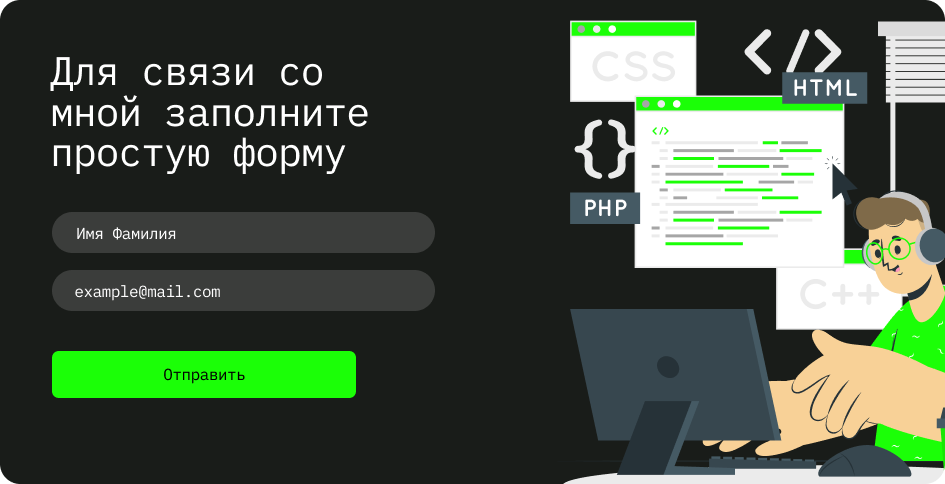 Для связи со
мной заполните
простую форму
Имя Фамилия
example@mail.com
Отправить
CSS
</>
HTML
</>
{}
PHP
C++